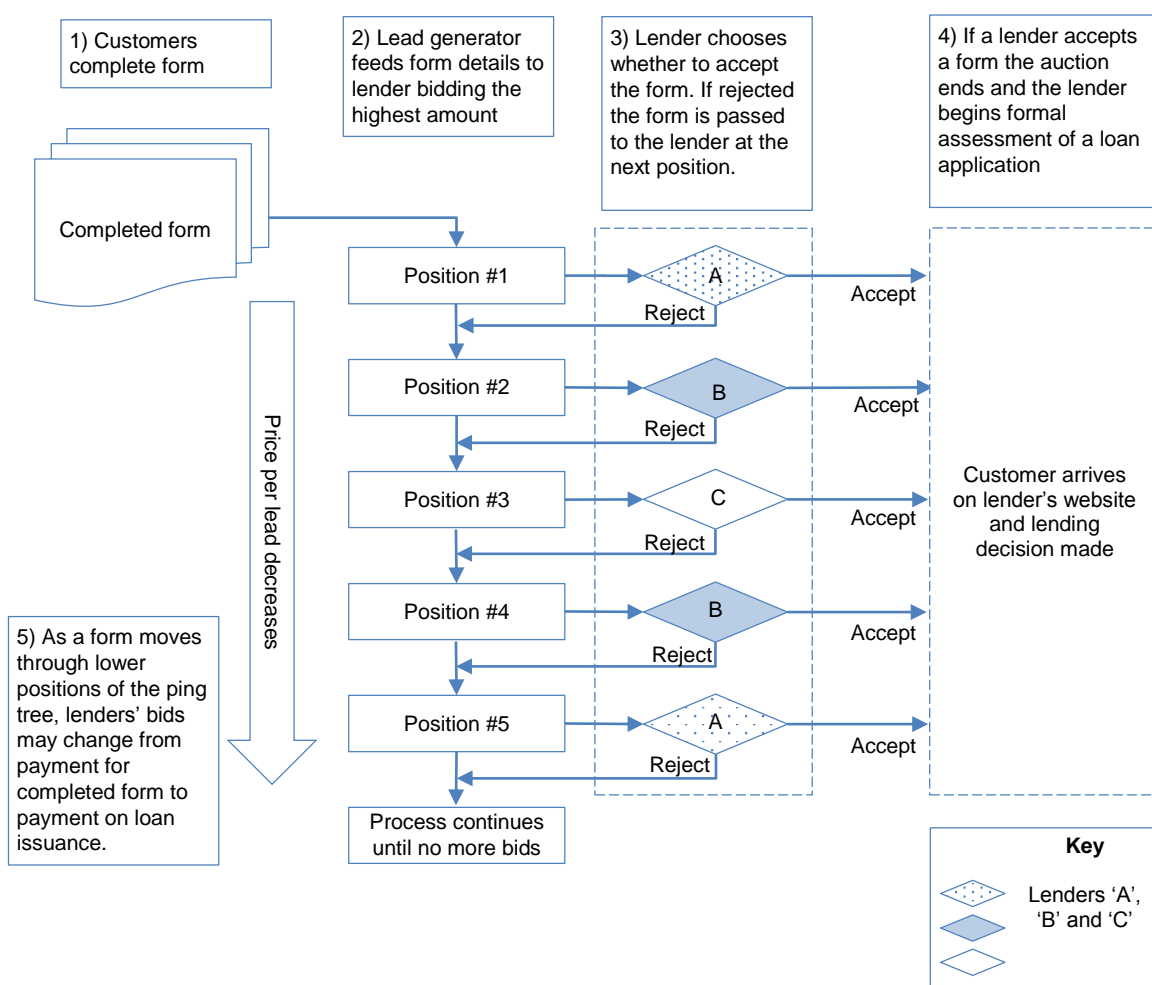 1) Customers
complete form
2) Lead generator
feeds form details to
lender bidding the
highest amount
3) Lender chooses
whether to accept
the form. If rejected
the form is passed
to the lender at the
next position.
4) If a lender accepts
a form the auction
ends and the lender
begins formal
assessment of a loan
application
Completed form
Position #1
A
Accept
Reject
Position #2
B
Accept
Reject
Position #3
C
Accept
Reject
Position #4
B
Accept
Reject
Position #5
A
Accept
Reject
Process continues
until no more bids
Price per lead decreases
Customer arrives
on lender’s website
and lending
decision made
5) As a form moves
through lower
positions of the ping
tree, lenders’ bids
may change from
payment for
completed form to
payment on loan
issuance.
Key
Lenders ‘A’,
‘B’ and ‘C’